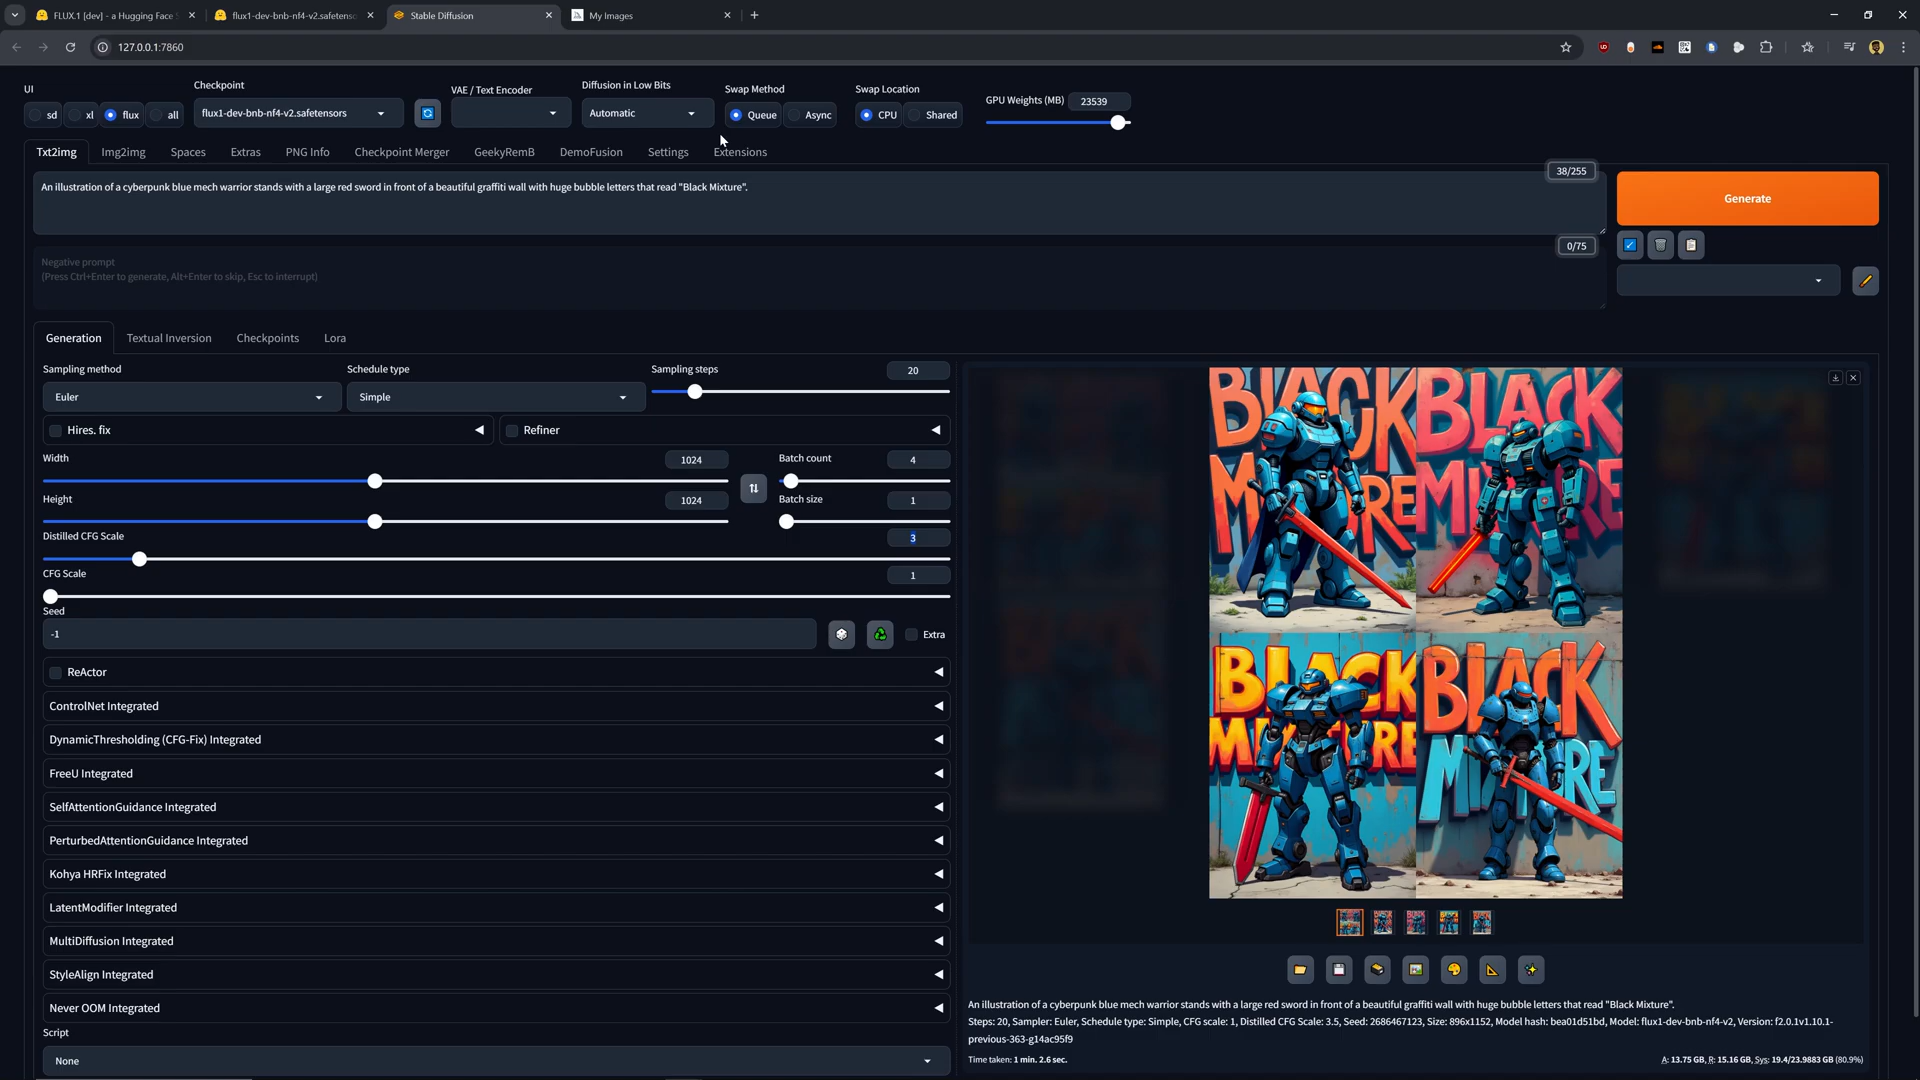 FLUX.1 [dev] - a Hugging Face
flux1-dev-bnb-nf4-v2.safetenso
Stable Diffusion
My Images
127.0.0.1:7860
UI
sd
xl
flux
all
Checkpoint
flux1-dev-bnb-nf4-v2.safetensors
VAE / Text Encoder
Diffusion in Low Bits
Automatic
Swap Method
Queue
Async
Swap Location
CPU
Shared
GPU Weights (MB)
23539
Txt2img
Img2img
Spaces
Extras
PNG Info
Checkpoint Merger
GeekyRemB
DemoFusion
Settings
Extensions
38/255
An illustration of a cyberpunk blue mech warrior stands with a large red sword in front of a beautiful graffiti wall with huge bubble letters that read "Black Mixture".
Generate
0/75
Negative prompt
(Press Ctrl+Enter to generate, Alt+Enter to skip, Esc to interrupt)
Generation
Textual Inversion
Checkpoints
Lora
Sampling method
Euler
Schedule type
Simple
Sampling steps
20
Hires. fix
Refiner
Width
1024
Batch count
4
Height
1024
Batch size
1
Distilled CFG Scale
3
CFG Scale
1
Seed
-1
Extra
ReActor
ControlNet Integrated
DynamicThresholding (CFG-Fix) Integrated
FreeU Integrated
SelfAttentionGuidance Integrated
PerturbedAttentionGuidance Integrated
Kohya HRFix Integrated
LatentModifier Integrated
MultiDiffusion Integrated
StyleAlign Integrated
Never OOM Integrated
Script
None
BLACK
BLACK
BLACK
BLACK
An illustration of a cyberpunk blue mech warrior stands with a large red sword in front of a beautiful graffiti wall with huge bubble letters that read "Black Mixture".
Steps: 20, Sampler: Euler, Schedule type: Simple, CFG scale: 1, Distilled CFG Scale: 3.5, Seed: 2686467123, Size: 896x1152, Model hash: bea01d51bd, Model: flux1-dev-bnb-nf4-v2, Version: f2.0.1v1.10.1-
previous-363-g14ac95f9
Time taken: 1 min. 2.6 sec.
A: 13.75 GB, R: 15.16 GB, Sys: 19.4/23.9883 GB (80.9%)